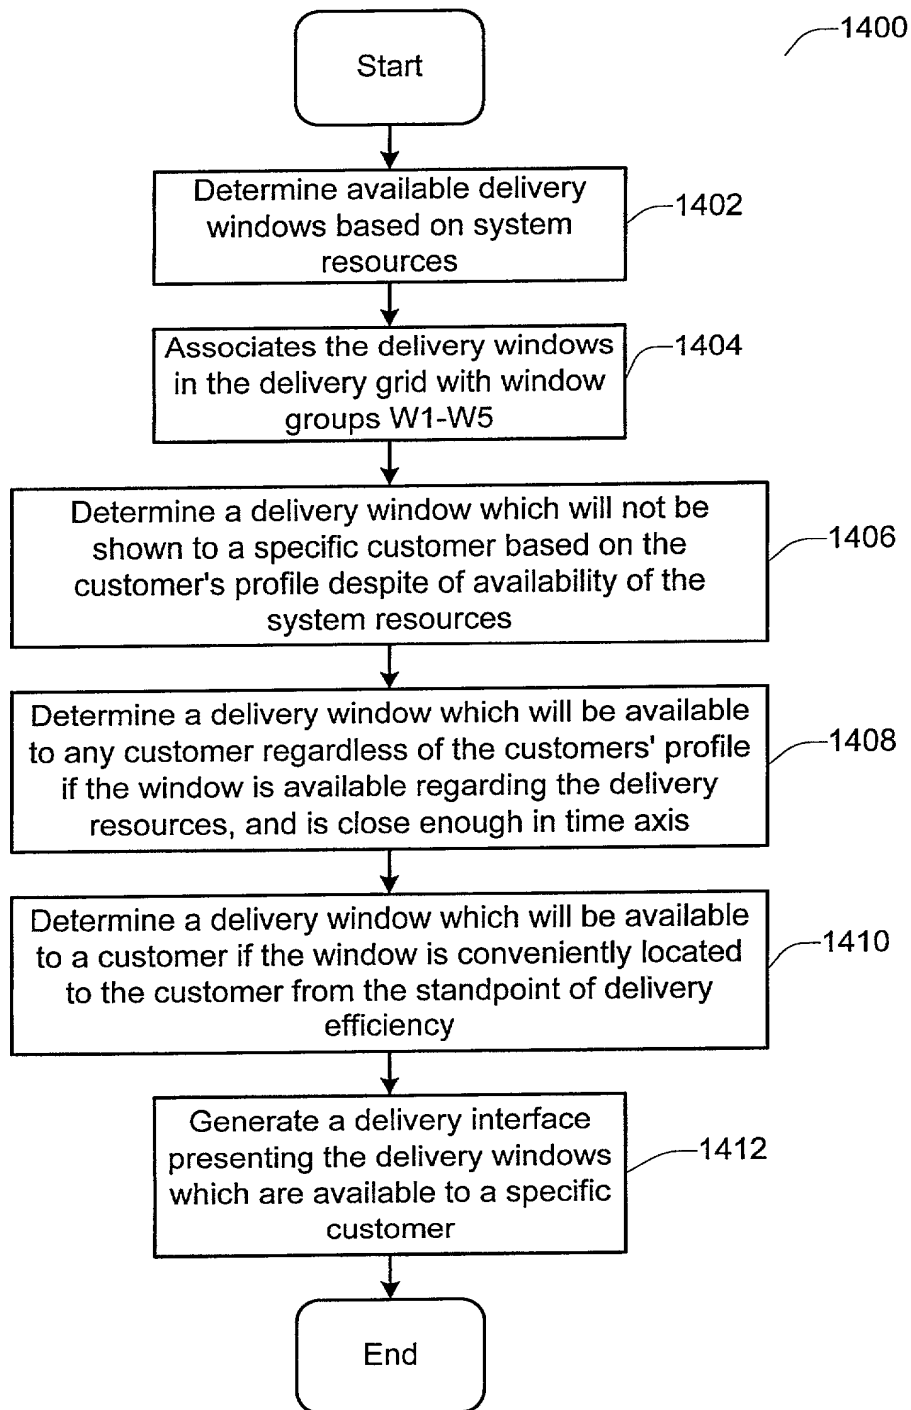 1400
Start
Determine available delivery
windows based on system
resources
1402
Associates the delivery windows
in the delivery grid with window
groups W1-W5
1404
Determine a delivery window which will not be
shown to a specific customer based on the
customer's profile despite of availability of the
system resources
1406
Determine a delivery window which will be available
to any customer regardless of the customers' profile
if the window is available regarding the delivery
resources, and is close enough in time axis
1408
Determine a delivery window which will be available
to a customer if the window is conveniently located
to the customer from the standpoint of delivery
efficiency
1410
Generate a delivery interface
presenting the delivery windows
which are available to a specific
customer
1412
End